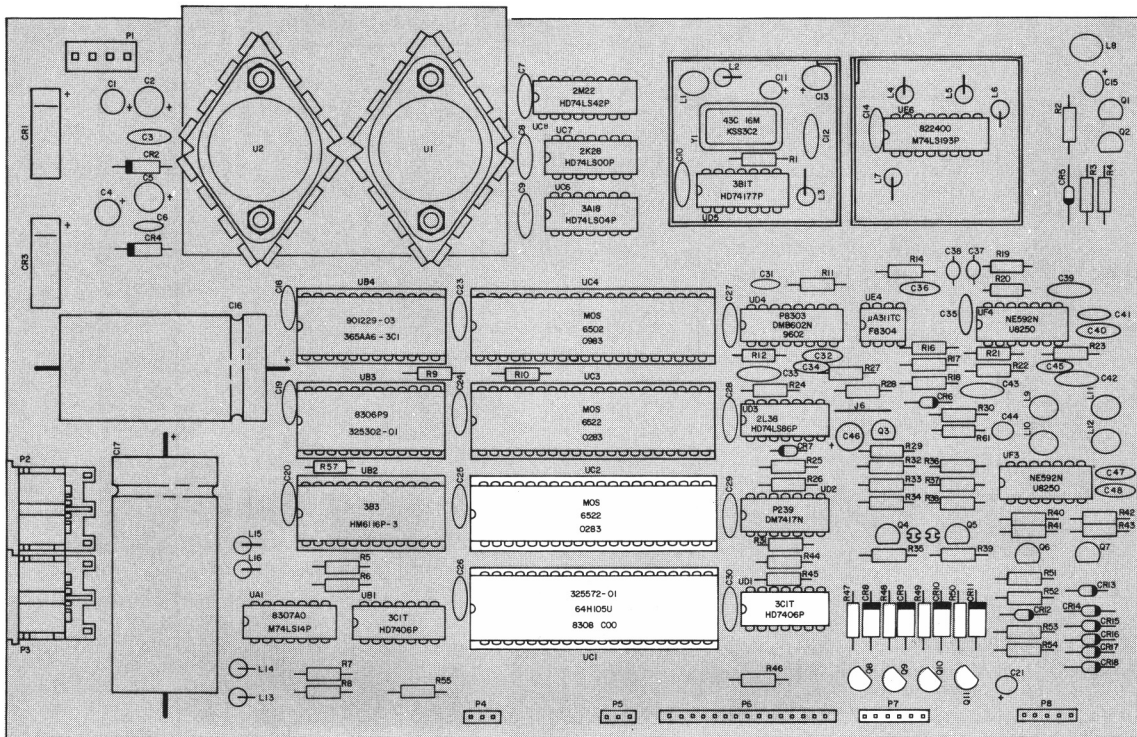 P1
C1
C2
CR1
C3
CR2
C5
C4
C6
CR4
CR3
U2
U1
C7
2M22
HD74LS42P
UC11
C8
UC7
2K28
HD74LS00P
C9
UC6
3A18
HD74LS04P
L1
L2
C11
C13
43C 16M
KSS3C2
Y1
C12
R1
C10
3BIT
HD74177P
UD5
L3
C14
L4
L5
L6
UE6
822400
M74LS193P
L7
L8
C15
R2
Q1
Q2
CR5
R3
R4
C16
C18
UB4
901229-03
365AA6-3C1
C23
UC4
MOS
6502
0983
C27
C31
R11
UD4
P8303
DM8602N
9602
R14
C36
UE4
µA311TC
F8304
C38
C37
R19
R20
C39
C35
UF4
NE592N
U8250
C41
C40
R12
C32
C34
C33
R27
R16
R17
R18
R21
R22
R23
C45
C42
C43
C19
UB3
8306P9
325302-01
R9
C24
R10
UC3
MOS
6522
0283
C28
R24
R28
UD3
2L36
HD74LS86P
CR7
J6
C46
Q3
CR6
R30
R61
C44
L9
L10
L11
L12
C17
P2
R57
C20
UB2
3B3
HM6116P-3
C25
UC2
MOS
6522
0283
C29
R25
R26
UD2
P239
DM7417N
R29
R32
R33
R34
R36
R37
R38
UF3
NE592N
U8250
C47
C48
R40
R41
R42
R43
L15
L16
R5
R6
C26
R44
R45
Q4
Q5
R35
R39
Q6
Q7
P3
UA1
8307A0
M74LS14P
UB1
3C1T
HD7406P
325572-01
64H105U
8308 C00
UC1
C30
UD1
3C1T
HD7406P
R47
CR8
R48
CR9
R49
CR10
R50
CR11
R51
R52
CR12
R53
R54
CR13
CR14
CR15
CR16
CR17
CR18
L14
L13
R7
R8
R55
R46
Q8
Q9
Q10
Q11
C21
P4
P5
P6
P7
P8